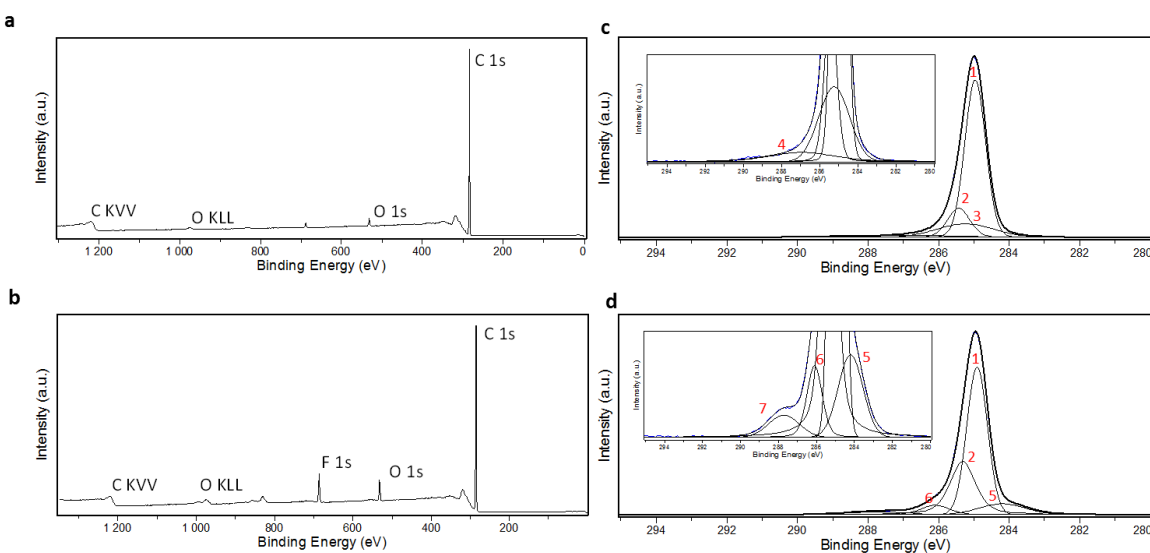 a
Intensity (a.u.)
C 1s
C KVV
O KLL
O 1s
1 200 1 000 800 600 400 200 0
Binding Energy (eV)
b
Intensity (a.u.)
C 1s
F 1s
O 1s
C KVV
O KLL
1 200 1 000 800 600 400 200
Binding Energy (eV)
c
Intensity (a.u.)
1
2
3
Intensity (a.u.)
4
294 292 290 288 286 284 282 280
Binding Energy (eV)
294 292 290 288 286 284 282 280
Binding Energy (eV)
d
Intensity (a.u.)
1
2
6
5
Intensity (a.u.)
6
5
7
294 292 290 288 286 284 282 280
Binding Energy (eV)
294 292 290 288 286 284 282 280
Binding Energy (eV)